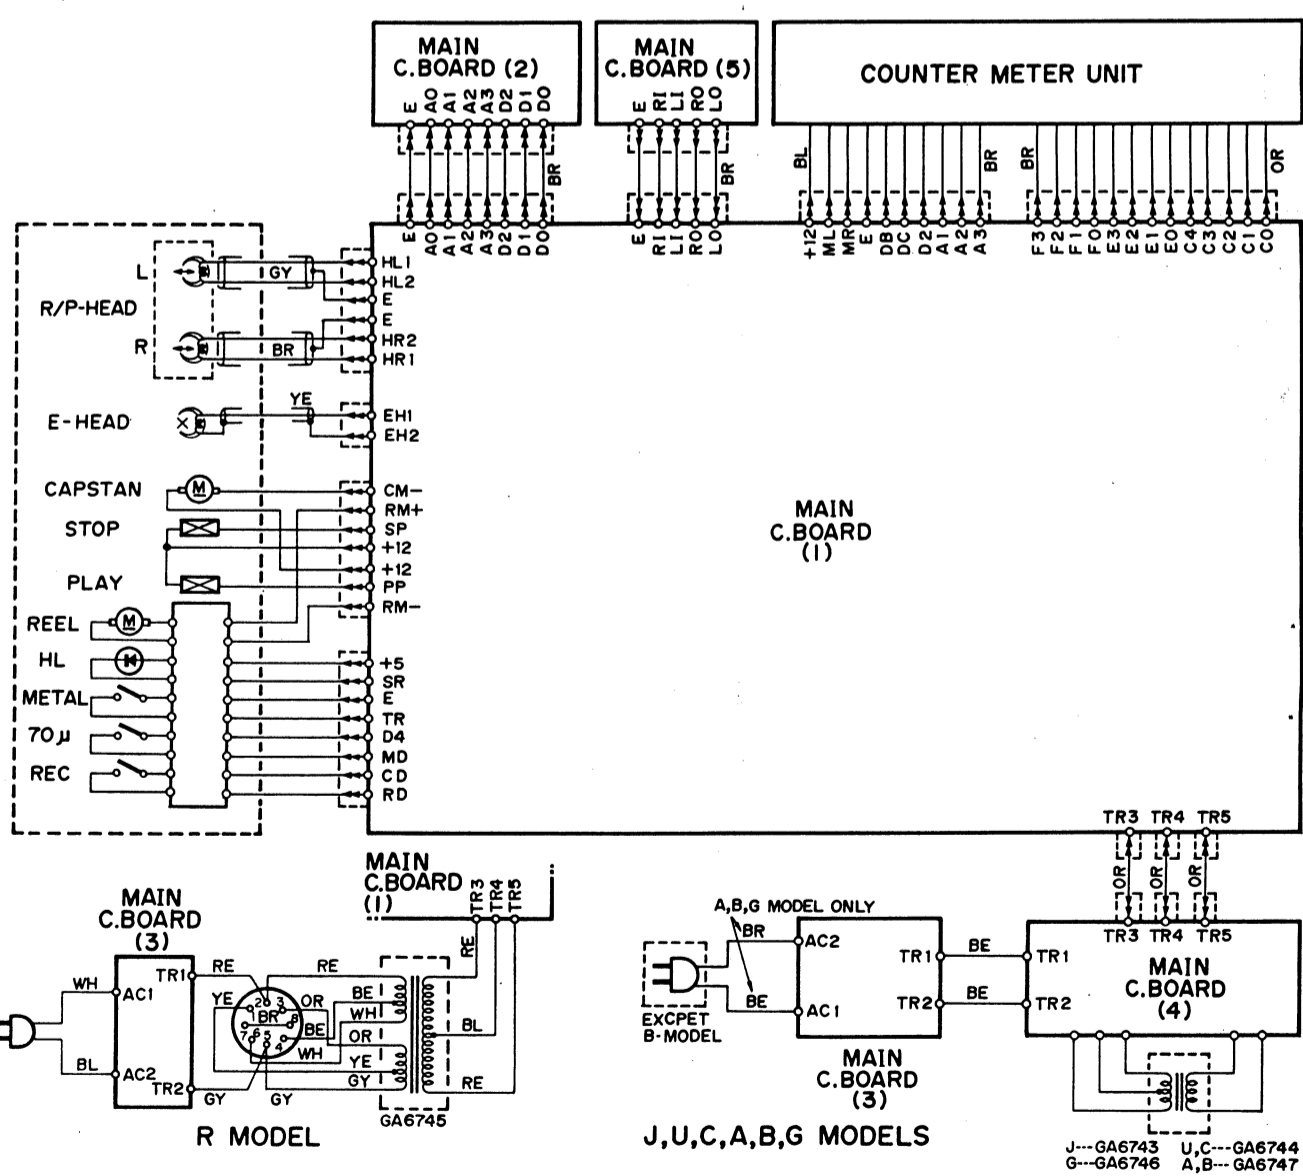 MAIN
C.BOARD (2)
E A0 A1 A2 A3 D2 D1 D0
BR
MAIN
C.BOARD (5)
E RI LI RO LO
BR
COUNTER METER UNIT
BL BR BR OR
E A0 A1 A2 A3 D2 D1 D0
E RI LI RO LO
+12 ML MR E DB DC D2 A1 A2 A3
F3 F2 F1 F0 E3 E2 E1 E0 C4 C3 C2 C1 C0
R/P-HEAD
L GY HL1
HL2
E
E
R BR HR2
HR1
YE
E-HEAD EH1
EH2
CAPSTAN M CM-
RM+
STOP SP
+12
+12
PLAY PP
RM-
REEL M
HL +5
SR
METAL E
TR
70μ D4
MD
REC CD
RD
MAIN
C.BOARD
(1)
TR3 TR4 TR5
OR OR OR
TR3 TR4 TR5
MAIN
C.BOARD
(1)
TR3 TR4 TR5
MAIN
C.BOARD
(3)
WH AC1
BL AC2
TR1 RE
TR2 GY
RE
YE
2 3 OR
1 BR 8
7 6 5 4 BE
WH
BE
WH
OR
YE
GY
GY
RE
BL
RE
GA6745
R MODEL
A,B,G MODEL ONLY
BR AC2
BE AC1
EXCPET
B-MODEL
TR1 BE TR1
TR2 BE TR2
MAIN
C.BOARD
(3)
MAIN
C.BOARD
(4)
J,U,C,A,B,G MODELS
J---GA6743 U,C---GA6744
G---GA6746 A,B---GA6747